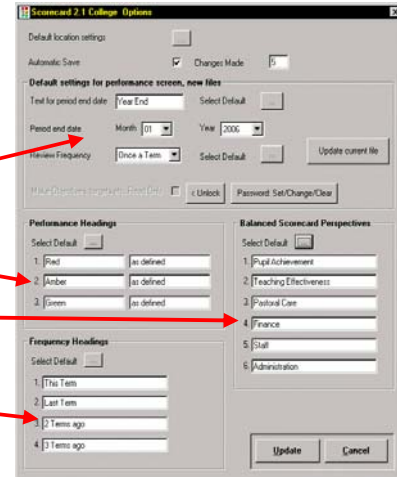 Scorecard 2.1 College Options
Default location settings ...
Automatic Save Changes Made 5
Default settings for performance screen, new files
Text for period end date Year End Select Default ...
Period end date Month 01 Year 2006
Review Frequency Once a Term Select Default ... Update current file
Make Objectives, targets
< Unlock Password: Set/Change/Clear
Performance Headings
Select Default ...
1. Red as defined
2. Amber as defined
3. Green as defined
Balanced Scorecard Perspectives
Select Default ...
1. Pupil Achievement
2. Teaching Effectiveness
3. Pastoral Care
4. Finance
5. Staff
6. Administration
Frequency Headings
Select Default ...
1. This Term
2. Last Term
3. 2 Terms ago
4. 3 Terms ago
Update Cancel